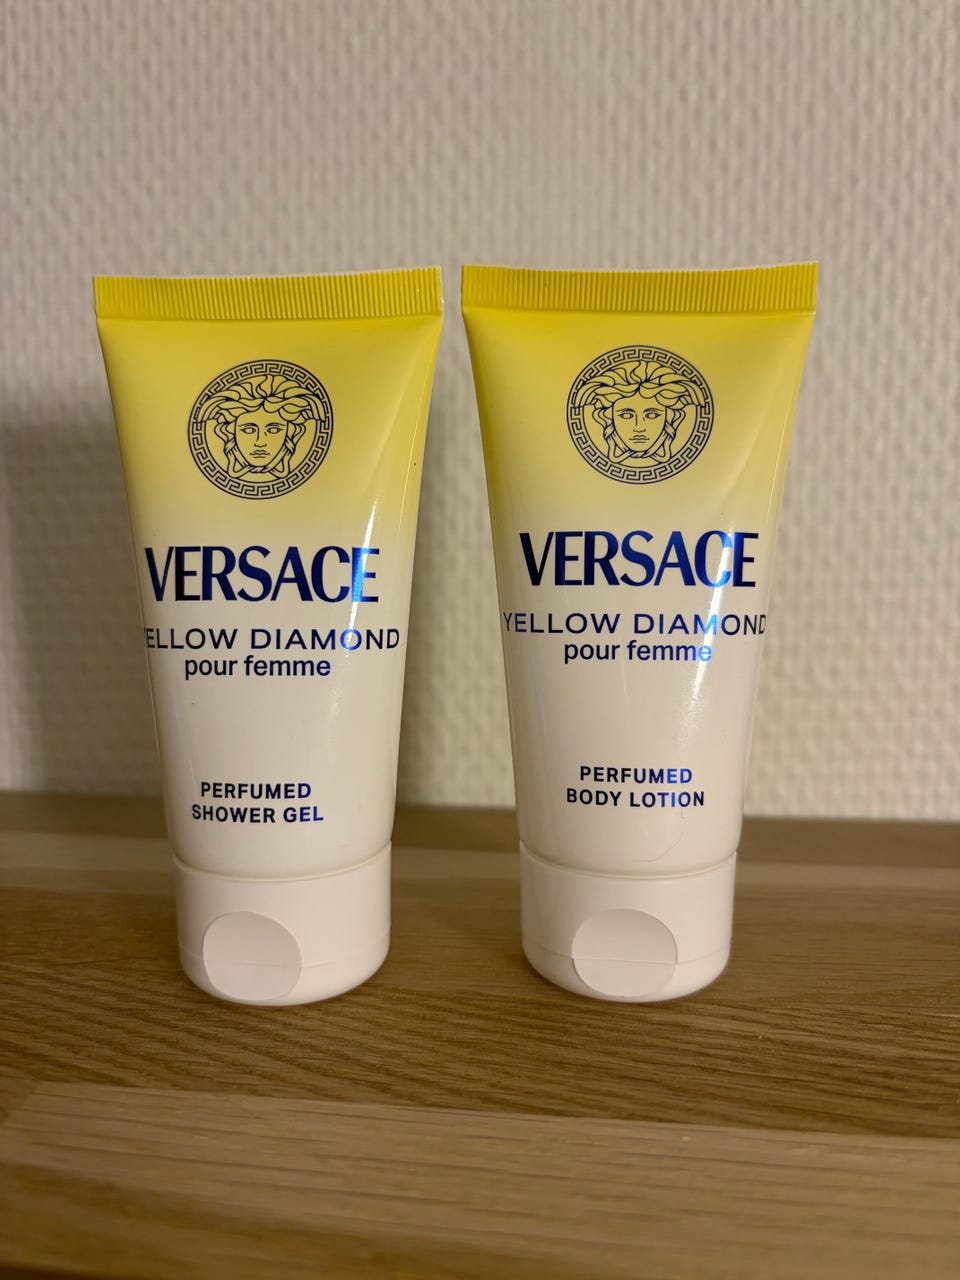 VERSACE
YELLOW DIAMOND
pour femme
PERFUMED
SHOWER GEL
VERSACE
YELLOW DIAMOND
pour femme
PERFUMED
BODY LOTION